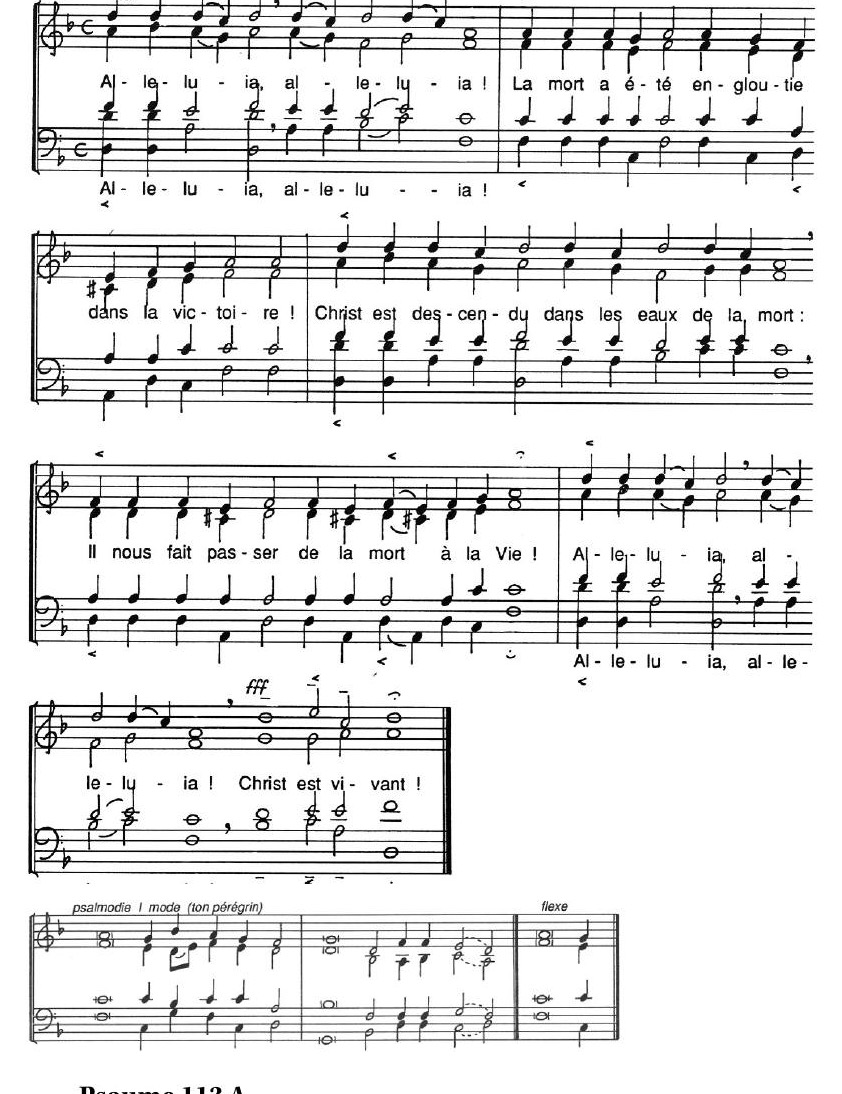 Al - le - lu - ia, al - le - lu - ia ! La mort a é - té en - glou - tie
Al - le - lu - ia, al - le - lu - - ia !
dans la vic - toi - re ! Christ est des - cen - du dans les eaux de la mort :
Il nous fait pas - ser de la mort à la Vie ! Al - le - lu - ia, al -
Al - le - lu - ia, al - le -
fff
le - lu - ia ! Christ est vi - vant !
psalmodie I mode (ton pérégrin) flexe
Psaume 113 A